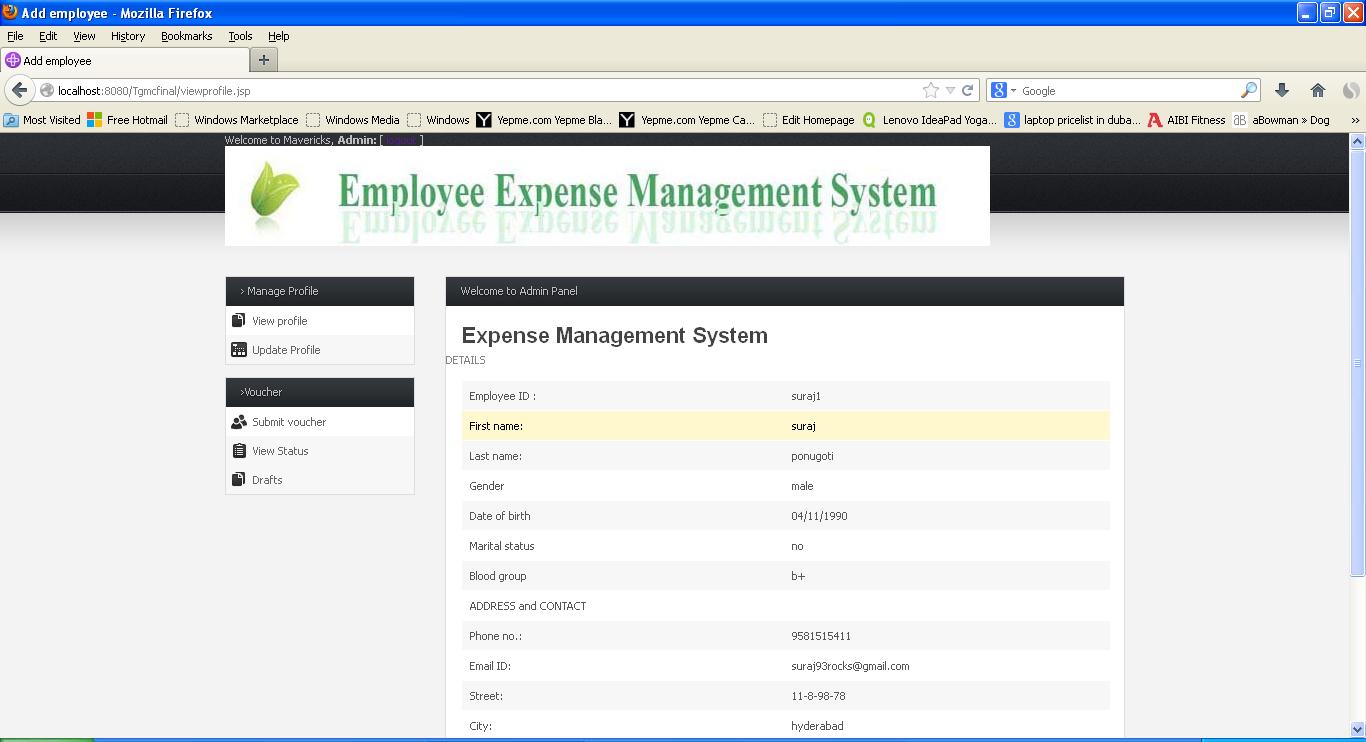 Add employee - Mozilla Firefox
File Edit View History Bookmarks Tools Help
Add employee
localhost:8080/Tgmcfinal/viewprofile.jsp
Google
Most Visited Free Hotmail Windows Marketplace Windows Media Windows Yepme.com Yepme Bla... Yepme.com Yepme Ca... Edit Homepage Lenovo IdeaPad Yoga... laptop pricelist in duba... AIBI Fitness aBowman » Dog »
Welcome to Mavericks, Admin: [ logout ]
Employee Expense Management System
> Manage Profile
View profile
Update Profile
>Voucher
Submit voucher
View Status
Drafts
Welcome to Admin Panel
Expense Management System
DETAILS
Employee ID : suraj1
First name: suraj
Last name: ponugoti
Gender male
Date of birth 04/11/1990
Marital status no
Blood group b+
ADDRESS and CONTACT
Phone no.: 9581515411
Email ID: suraj93rocks@gmail.com
Street: 11-8-98-78
City: hyderabad